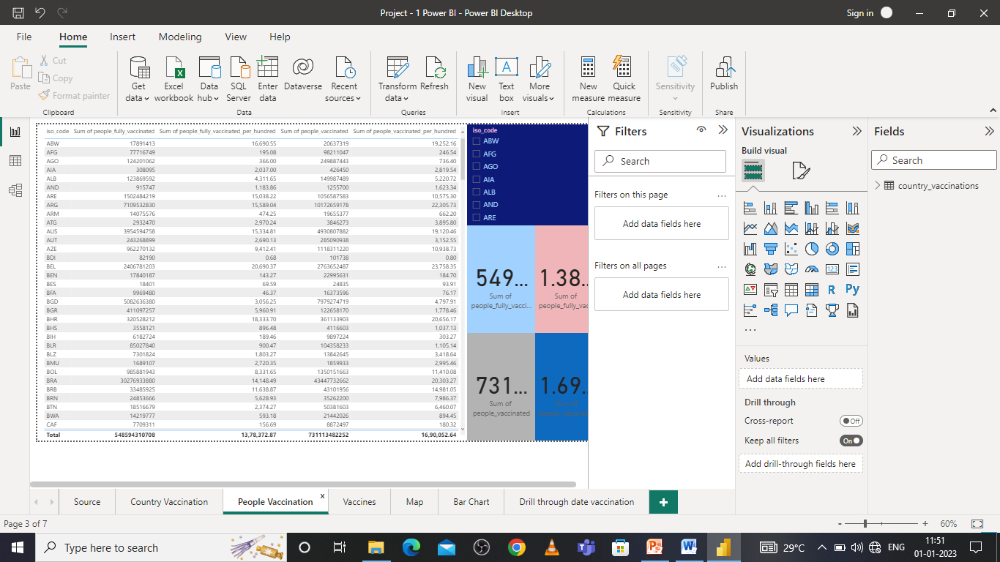 Project - 1 Power BI - Power BI Desktop
Sign in
File Home Insert Modeling View Help
Paste
Cut
Copy
Format painter
Clipboard
Get data
Excel workbook
Data hub
SQL Server
Enter data
Dataverse
Recent sources
Data
Transform data
Refresh
Queries
New visual
Text box
More visuals
Insert
New measure
Quick measure
Calculations
Sensitivity
Sensitivity
Publish
Share
iso_code Sum of people_fully_vaccinated Sum of people_fully_vaccinated_per_hundred Sum of people_vaccinated Sum of people_vaccinated_per_hundred
ABW 17891413 16,690.55 20637319 19,252.16
AFG 77716749 195.08 98211047 246.54
AGO 124201062 366.00 249887443 736.40
AIA 308095 2,037.00 426450 2,819.54
ALB 123869592 4,311.65 149987489 5,220.72
AND 915747 1,183.86 1255700 1,623.34
ARE 1502484219 15,038.22 1056587583 10,575.30
ARG 7109532830 15,589.04 10172659178 22,305.73
ARM 14075576 474.25 19655377 662.20
ATG 2932470 2,970.24 3846273 3,895.80
AUS 3954594758 15,334.81 4930807882 19,120.46
AUT 243268899 2,690.13 285090938 3,152.55
AZE 962270132 9,412.41 1118311220 10,938.73
BDI 82190 0.68 101738 0.80
BEL 2406781203 20,690.37 2763652487 23,758.35
BEN 17840187 143.27 22995631 184.70
BES 18401 69.59 24835 93.91
BFA 9969480 46.37 16373596 76.17
BGD 5082636380 3,056.25 7979274719 4,797.91
BGR 411097257 5,960.91 122658170 1,778.46
BHR 320528212 18,333.70 361133903 20,656.17
BHS 3558121 896.48 4116603 1,037.13
BIH 6182724 189.46 9897224 303.27
BLR 85027840 900.47 104358233 1,105.14
BLZ 7301824 1,803.27 13842645 3,418.64
BMU 1689107 2,720.35 1859933 2,995.46
BOL 985881943 8,331.65 1350151663 11,410.08
BRA 30276933880 14,148.49 43447732662 20,303.27
BRB 33485925 11,638.87 43101956 14,981.05
BRN 24853666 5,628.93 35262200 7,986.37
BTN 18516679 2,374.27 50381603 6,460.07
BWA 14219777 593.18 21442026 894.45
CAF 7709311 156.69 8872497 180.32
Total 548594310708 13,78,372.87 731113482252 16,90,052.64
iso_code
ABW
AFG
AGO
AIA
ALB
AND
ARE
549...
Sum of
people_fully_vacci...
1.38..
Sum of
people_fully_vac
731...
Sum of
people_vaccinated
1.69.
Sum of
Filters
Search
Filters on this page ...
Add data fields here
Filters on all pages ...
Add data fields here
Visualizations
Build visual
123
R Py
...
Values
Add data fields here
Drill through
Cross-report Off
Keep all filters On
Add drill-through fields here
Fields
Search
country_vaccinations
Source Country Vaccination People Vaccination x Vaccines Map Bar Chart Drill through date vaccination +
Page 3 of 7
- + 60%
Type here to search
29°C
ENG
11:51
01-01-2023